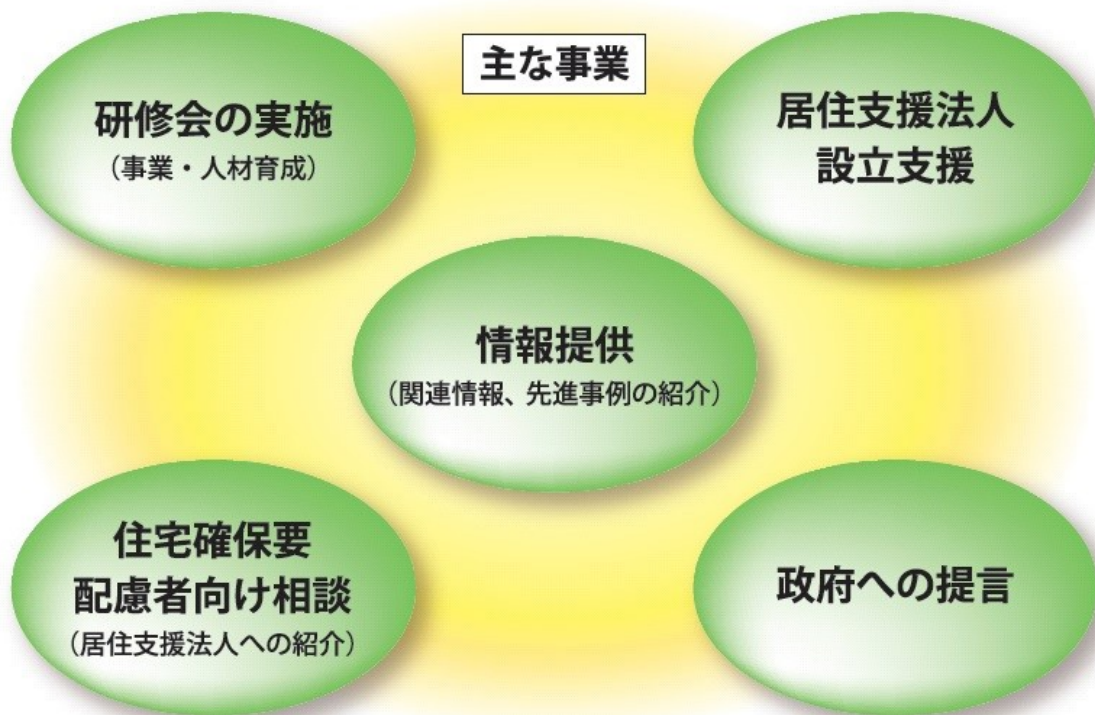 主な事業
研修会の実施
（事業・人材育成）
居住支援法人
設立支援
情報提供
（関連情報、先進事例の紹介）
住宅確保要
配慮者向け相談
（居住支援法人への紹介）
政府への提言